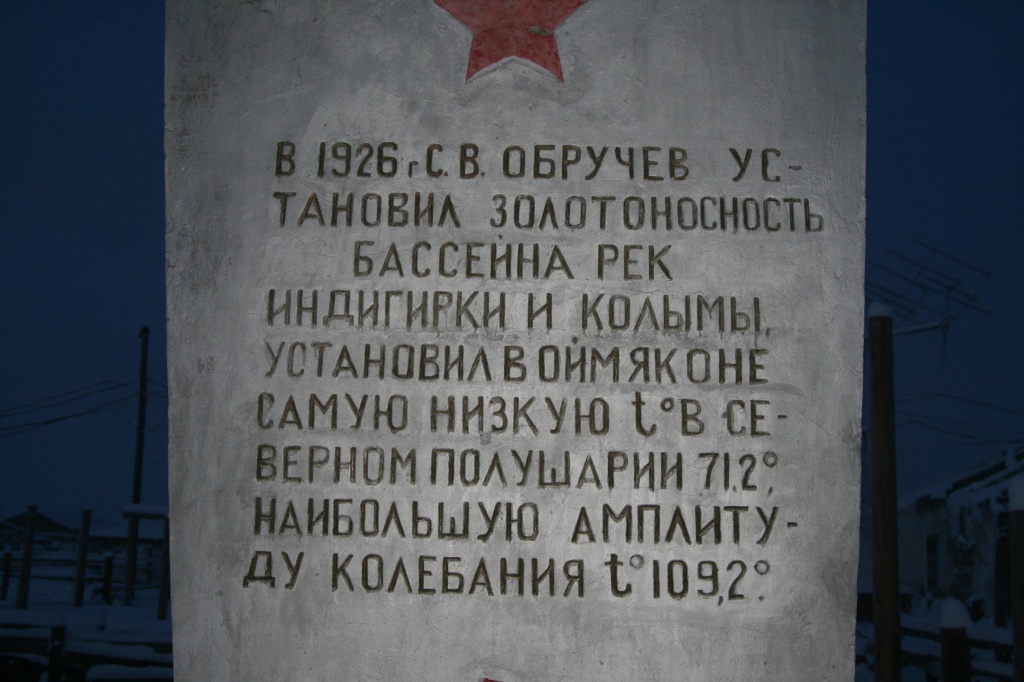 В 1926 г С. В. ОБРУЧЕВ УС-
ТАНОВИЛ ЗОЛОТОНОСНОСТЬ
БАССЕЙНА РЕК
ИНДИГИРКИ И КОЛЫМЫ,
УСТАНОВИЛ В ОЙМЯКОНЕ
САМУЮ НИЗКУЮ t° В СЕ-
ВЕРНОМ ПОЛУШАРИИ 71.2°,
НАИБОЛЬШУЮ АМПЛИТУ-
ДУ КОЛЕБАНИЯ t° 109,2°.